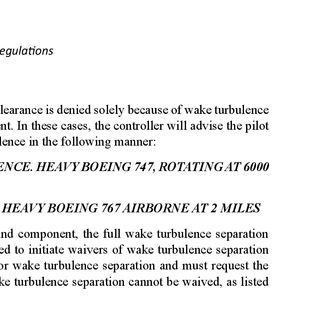 egulations
learance is denied solely because of wake turbulence
nt. In these cases, the controller will advise the pilot
lence in the following manner:
ENCE. HEAVY BOEING 747, ROTATING AT 6000
HEAVY BOEING 767 AIRBORNE AT 2 MILES
nd component, the full wake turbulence separation
ed to initiate waivers of wake turbulence separation
or wake turbulence separation and must request the
ke turbulence separation cannot be waived, as listed